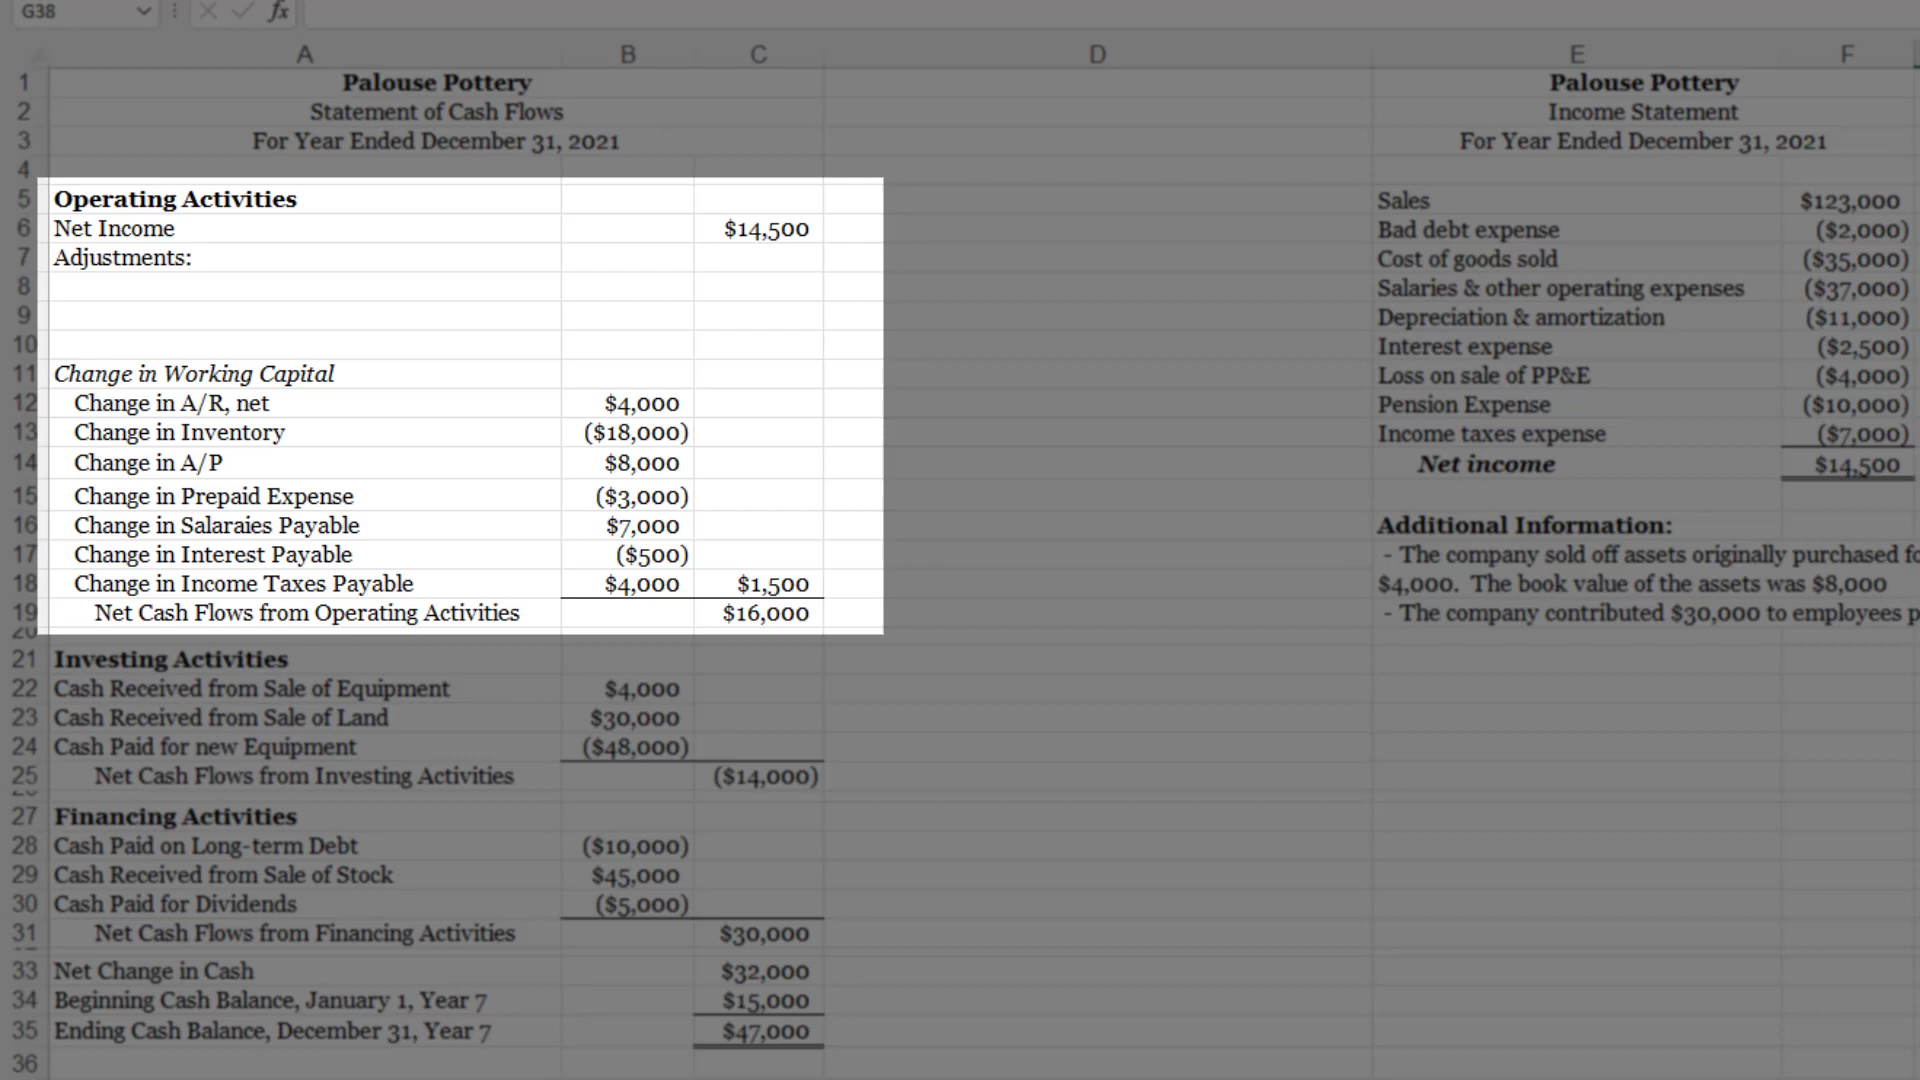 G38
fx
A B C D E F
1 Palouse Pottery Palouse Pottery
2 Statement of Cash Flows Income Statement
3 For Year Ended December 31, 2021 For Year Ended December 31, 2021
4
5 Operating Activities Sales $123,000
6 Net Income $14,500 Bad debt expense ($2,000)
7 Adjustments: Cost of goods sold ($35,000)
8 Salaries & other operating expenses ($37,000)
9 Depreciation & amortization ($11,000)
10 Interest expense ($2,500)
11 Change in Working Capital Loss on sale of PP&E ($4,000)
12 Change in A/R, net $4,000 Pension Expense ($10,000)
13 Change in Inventory ($18,000) Income taxes expense ($7,000)
14 Change in A/P $8,000 Net income $14,500
15 Change in Prepaid Expense ($3,000)
16 Change in Salaraies Payable $7,000 Additional Information:
17 Change in Interest Payable ($500) - The company sold off assets originally purchased fo
18 Change in Income Taxes Payable $4,000 $1,500 $4,000. The book value of the assets was $8,000
19 Net Cash Flows from Operating Activities $16,000 - The company contributed $30,000 to employees p
20
21 Investing Activities
22 Cash Received from Sale of Equipment $4,000
23 Cash Received from Sale of Land $30,000
24 Cash Paid for new Equipment ($48,000)
25 Net Cash Flows from Investing Activities ($14,000)
27 Financing Activities
28 Cash Paid on Long-term Debt ($10,000)
29 Cash Received from Sale of Stock $45,000
30 Cash Paid for Dividends ($5,000)
31 Net Cash Flows from Financing Activities $30,000
33 Net Change in Cash $32,000
34 Beginning Cash Balance, January 1, Year 7 $15,000
35 Ending Cash Balance, December 31, Year 7 $47,000
36